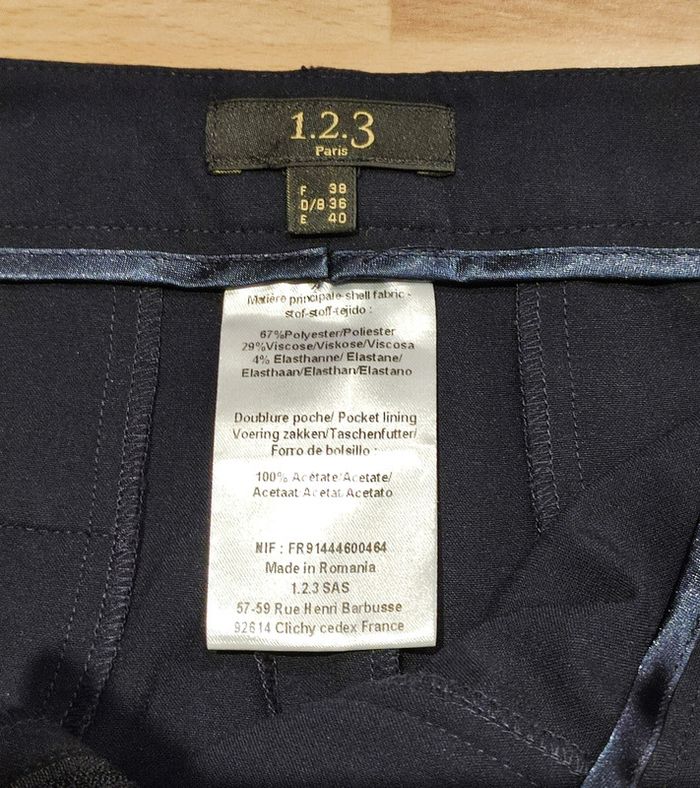 1.2.3
Paris
F 38
D/B 36
E 40
Matière principale-shell fabric -
stof-stoff-tejido :
67%Polyester/Poliester
29%Viscose/Viskose/Viscosa
4% Elasthanne/ Elastane/
Elasthaan/Elasthan/Elastano
Doublure poche/ Pocket lining
Voering zakken/Taschenfutter/
Forro de bolsillo :
100% Acétate/Acetate/
Acetaat Acetat Acetato
NIF : FR91444600464
Made in Romania
1.2.3 SAS
57-59 Rue Henri Barbusse
92614 Clichy cedex France